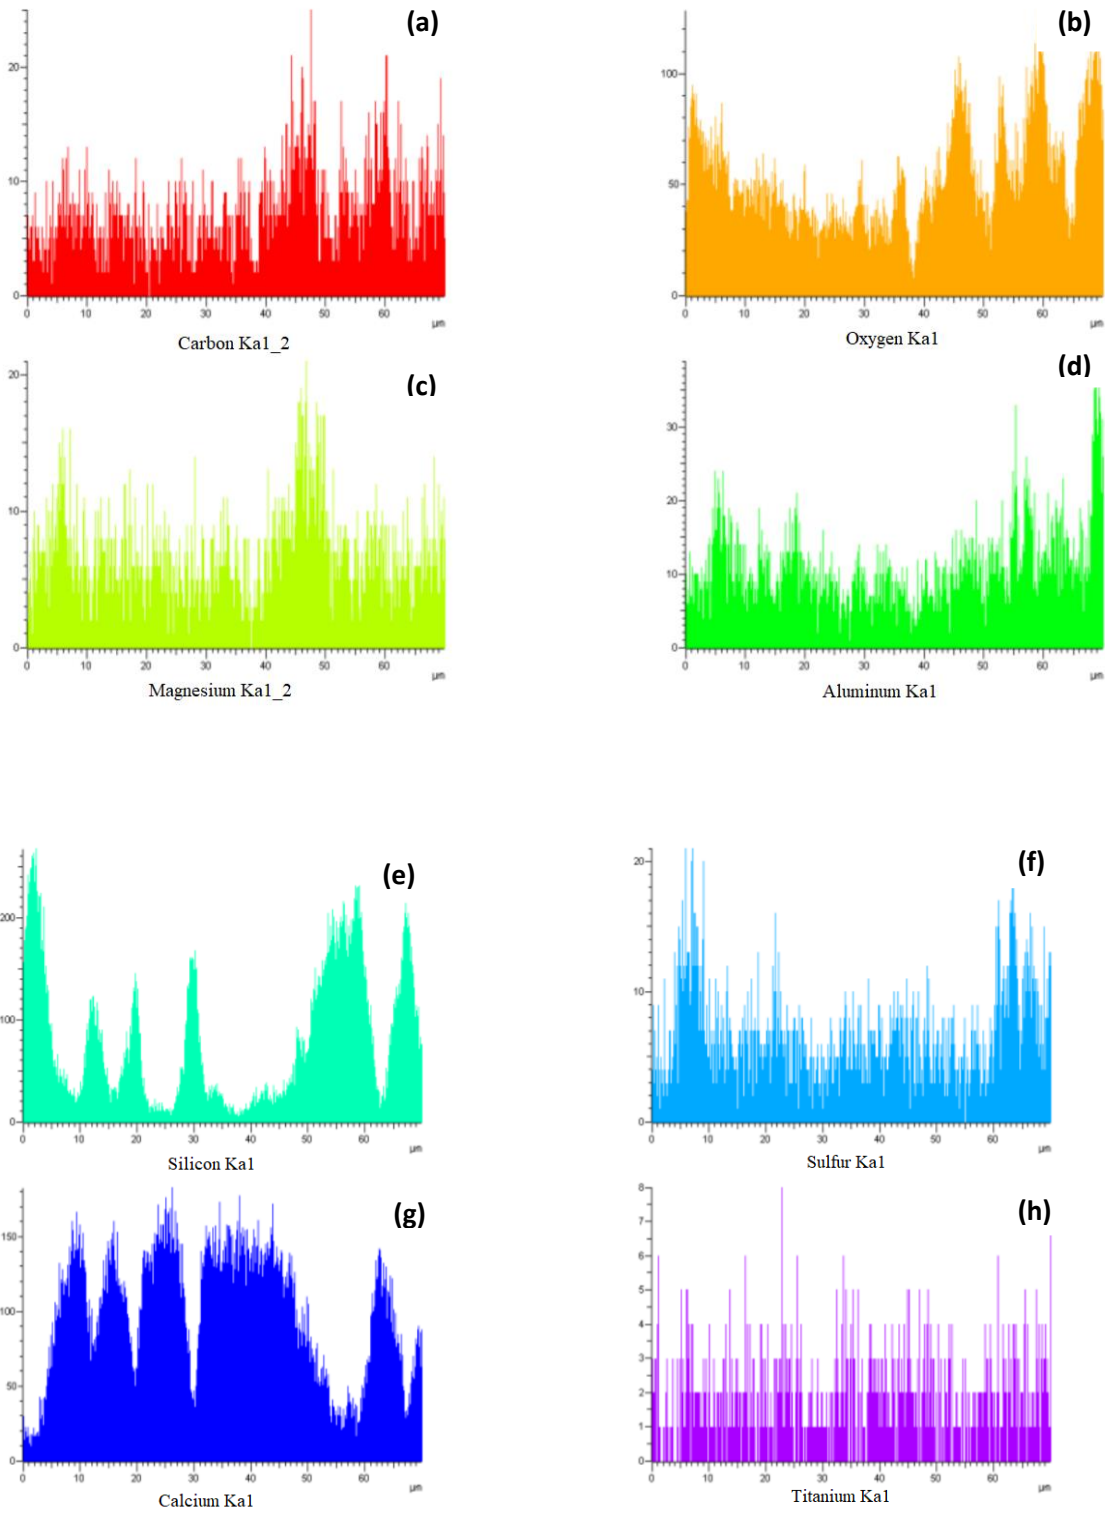 (a)
20
10
0
0 10 20 30 40 50 60
µm
Carbon Ka1_2
(b)
100
50
0
0 10 20 30 40 50 60
µm
Oxygen Ka1
(c)
20
10
0
0 10 20 30 40 50 60
µm
Magnesium Ka1_2
(d)
30
20
10
0
0 10 20 30 40 50 60
µm
Aluminum Ka1
(e)
200
100
0
0 10 20 30 40 50 60
µm
Silicon Ka1
(f)
20
10
0
0 10 20 30 40 50 60
µm
Sulfur Ka1
(g)
150
100
50
0
0 10 20 30 40 50 60
µm
Calcium Ka1
(h)
8
7
6
5
4
3
2
1
0
0 10 20 30 40 50 60
µm
Titanium Ka1